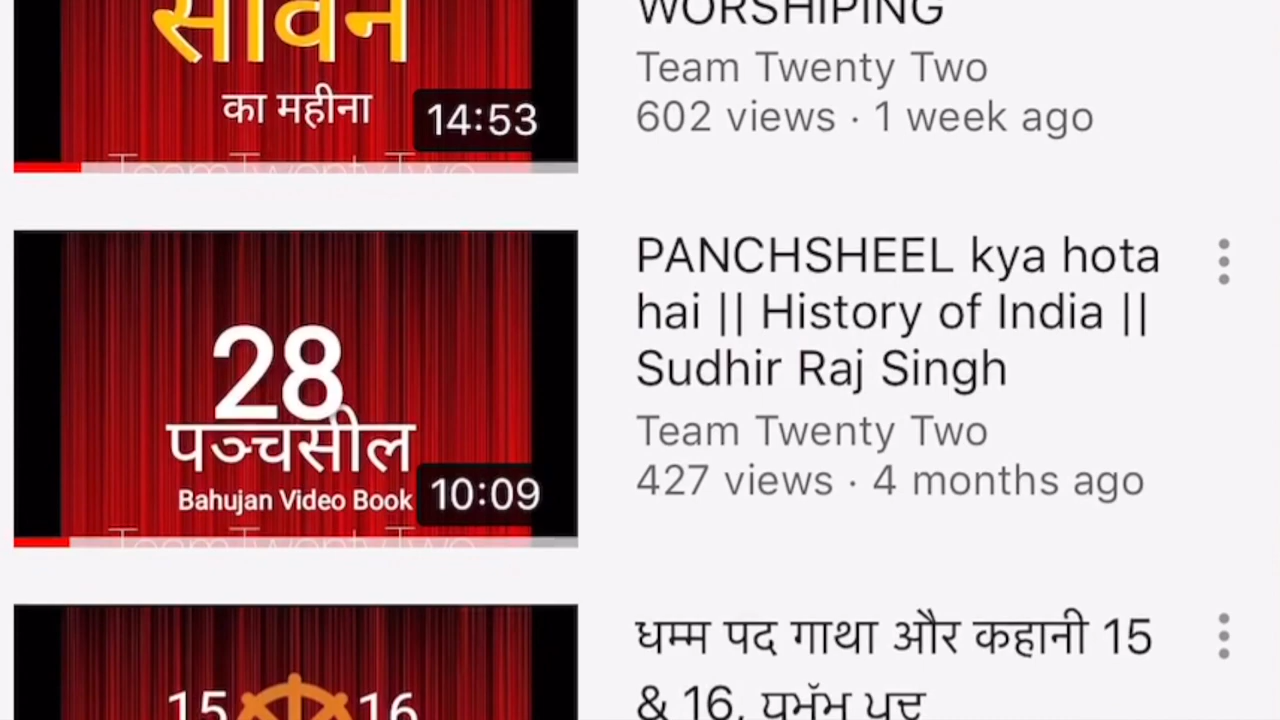 सावन
का महीना
14:53
WORSHIPING
Team Twenty Two
602 views · 1 week ago
28
पञ्चसील
Bahujan Video Book
10:09
PANCHSHEEL kya hota
hai || History of India ||
Sudhir Raj Singh
Team Twenty Two
427 views · 4 months ago
15 16
धम्म पद गाथा और कहानी 15
& 16, ਧਮੱਮ ਪਦ